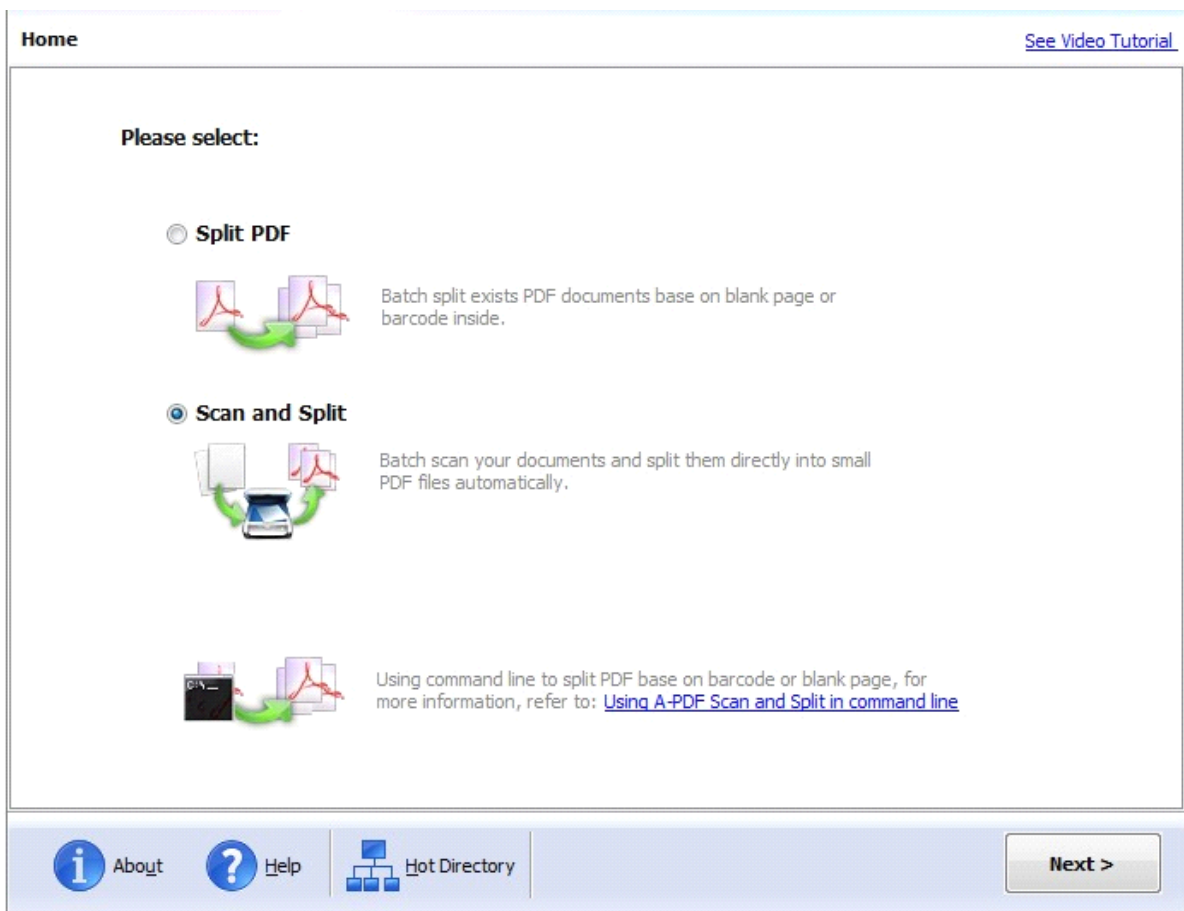 Home
See Video Tutorial
Please select:
Split PDF
Batch split exists PDF documents base on blank page or
barcode inside.
Scan and Split
Batch scan your documents and split them directly into small
PDF files automatically.
C:\
Using command line to split PDF base on barcode or blank page, for
more information, refer to: Using A-PDF Scan and Split in command line
About
Help
Hot Directory
Next >